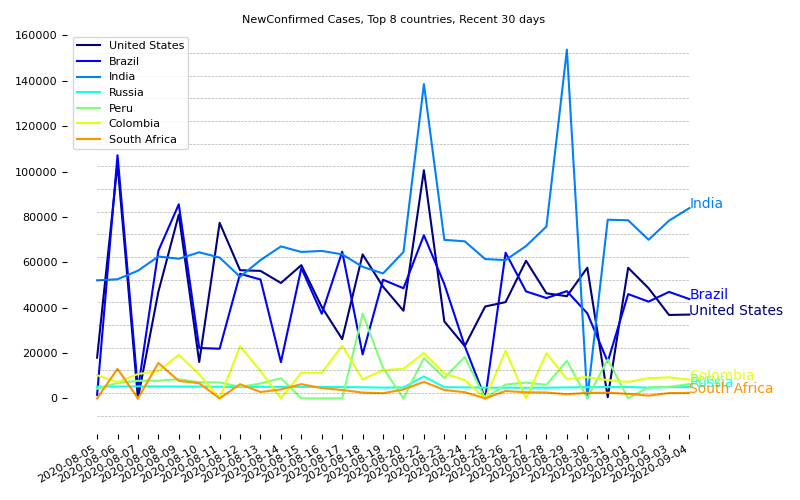 NewConfirmed Cases, Top 8 countries, Recent 30 days
160000
140000
120000
100000
80000
60000
40000
20000
0
United States
Brazil
India
Russia
Peru
Colombia
South Africa
India
Brazil
United States
Colombia
Peru
Russia
South Africa
2020-08-05
2020-08-06
2020-08-07
2020-08-08
2020-08-09
2020-08-10
2020-08-11
2020-08-12
2020-08-13
2020-08-14
2020-08-15
2020-08-16
2020-08-17
2020-08-18
2020-08-19
2020-08-20
2020-08-22
2020-08-23
2020-08-24
2020-08-25
2020-08-26
2020-08-27
2020-08-28
2020-08-29
2020-08-30
2020-08-31
2020-09-01
2020-09-02
2020-09-03
2020-09-04